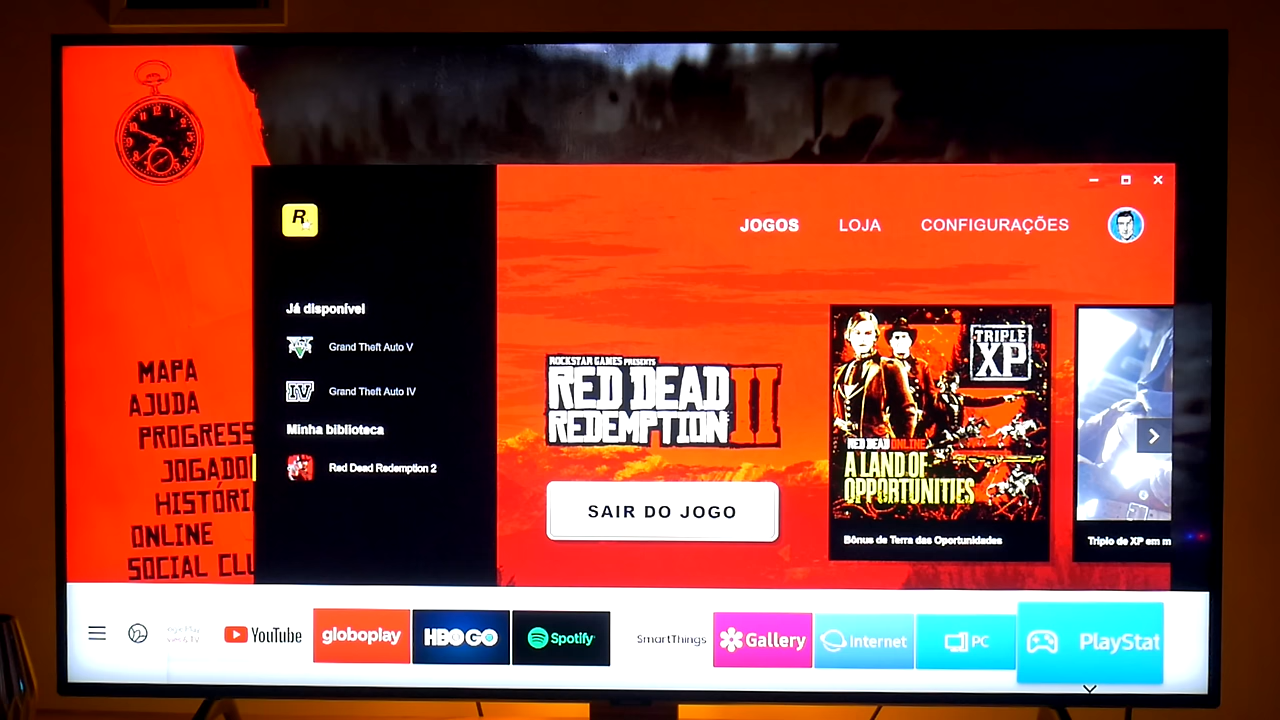 JOGOS LOJA CONFIGURAÇÕES
R
Já disponível
Grand Theft Auto V
IV Grand Theft Auto IV
Minha biblioteca
Red Dead Redemption 2
MAPA
AJUDA
PROGRESS
JOGADO
HISTÓRI
ONLINE
SOCIAL CLU
ROCKSTAR GAMES PRESENTS
RED DEAD
REDEMPTION II
SAIR DO JOGO
TRIPLE
XP
RED DEAD ONLINE
A LAND OF
OPPORTUNITIES
Bônus de Terra das Oportunidades
Triplo de XP em m
YouTube
globoplay
HBO GO
Spotify
SmartThings
Gallery
Internet
PC
PlayStat